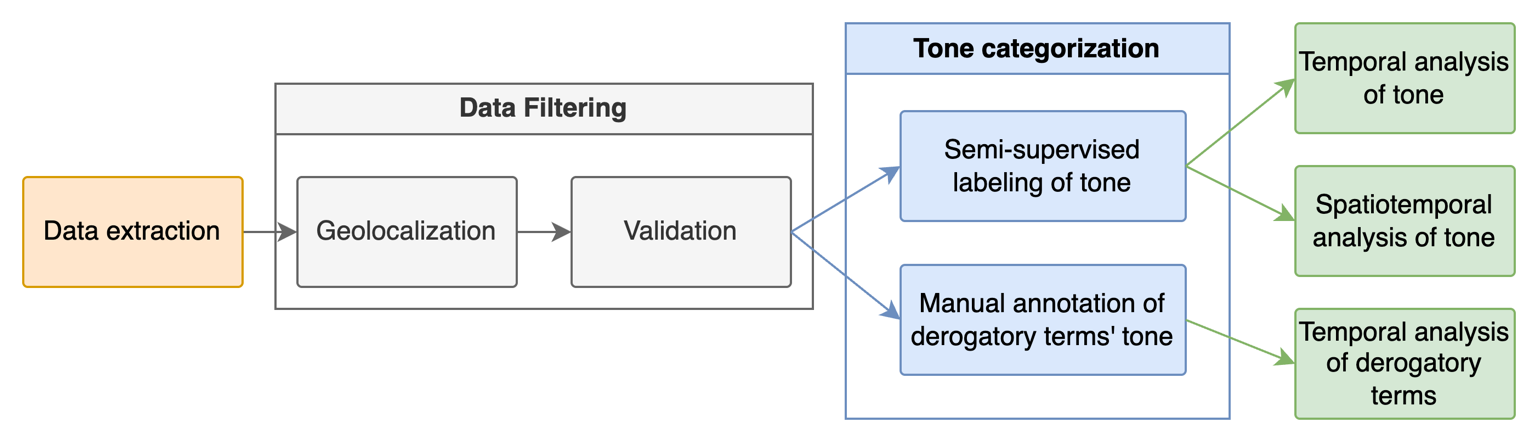 Data extraction
Data Filtering
Geolocalization
Validation
Tone categorization
Semi-supervised
labeling of tone
Manual annotation of
derogatory terms' tone
Temporal analysis
of tone
Spatiotemporal
analysis of tone
Temporal analysis
of derogatory
terms